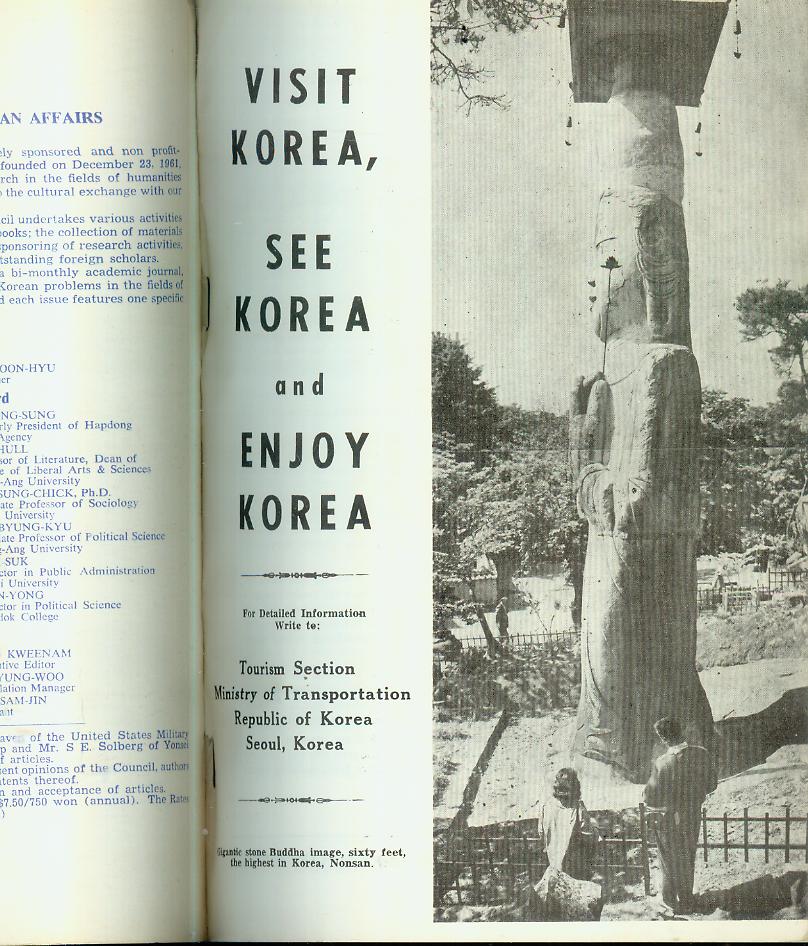 AN AFFAIRS
ely sponsored and non profit-
founded on December 23, 1961,
rch in the fields of humanities
o the cultural exchange with our
cil undertakes various activities
ooks; the collection of materials
sponsoring of research activities,
tstanding foreign scholars.
a bi-monthly academic journal,
Korean problems in the fields of
d each issue features one specific
OON-HYU
er
rd
NG-SUNG
rly President of Hapdong
Agency
HULL
sor of Literature, Dean of
e of Liberal Arts & Sciences
-Ang University
SUNG-CHICK, Ph.D.
ate Professor of Sociology
University
BYUNG-KYU
iate Professor of Political Science
g-Ang University
-SUK
ctor in Public Administration
i University
N-YONG
ctor in Political Science
dok College
KWEENAM
utive Editor
YUNG-WOO
lation Manager
SAM-JIN
ant
aver of the United States Military
p and Mr. S E. Solberg of Yonsei
f articles.
sent opinions of the Council, authors
ntents thereof.
n and acceptance of articles.
$7.50/750 won (annual). The Rates
)
VISIT
KOREA,
SEE
KOREA
and
ENJOY
KOREA
For Detailed Information
Write to:
Tourism Section
Ministry of Transportation
Republic of Korea
Seoul, Korea
Gigantic stone Buddha image, sixty feet,
the highest in Korea, Nonsan.